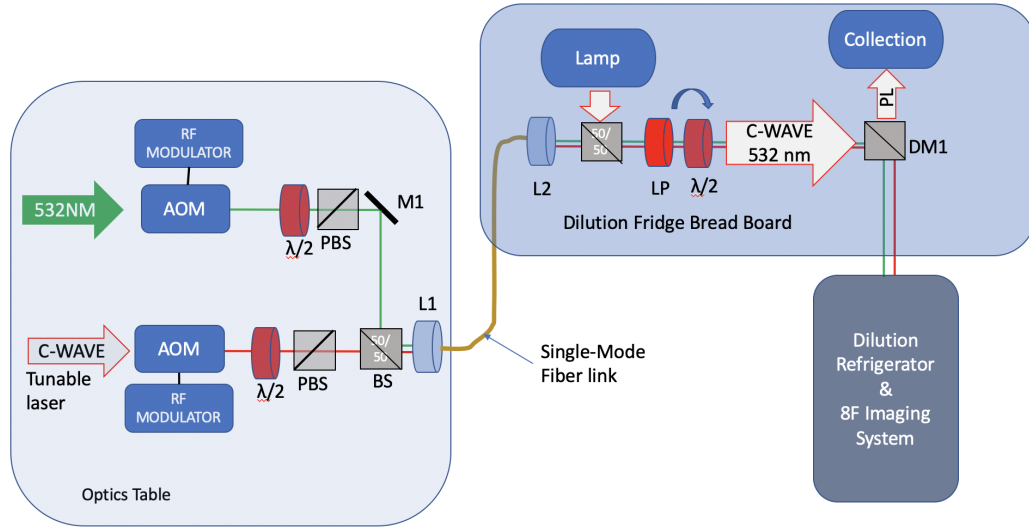 RF
MODULATOR
532NM
AOM
λ/2
PBS
M1
C-WAVE
Tunable
laser
AOM
RF
MODULATOR
λ/2
PBS
50/
50
BS
L1
Optics Table
Single-Mode
Fiber link
Lamp
50/
50
L2
LP
λ/2
C-WAVE
532 nm
Collection
PL
DM1
Dilution Fridge Bread Board
Dilution
Refrigerator
&
8F Imaging
System